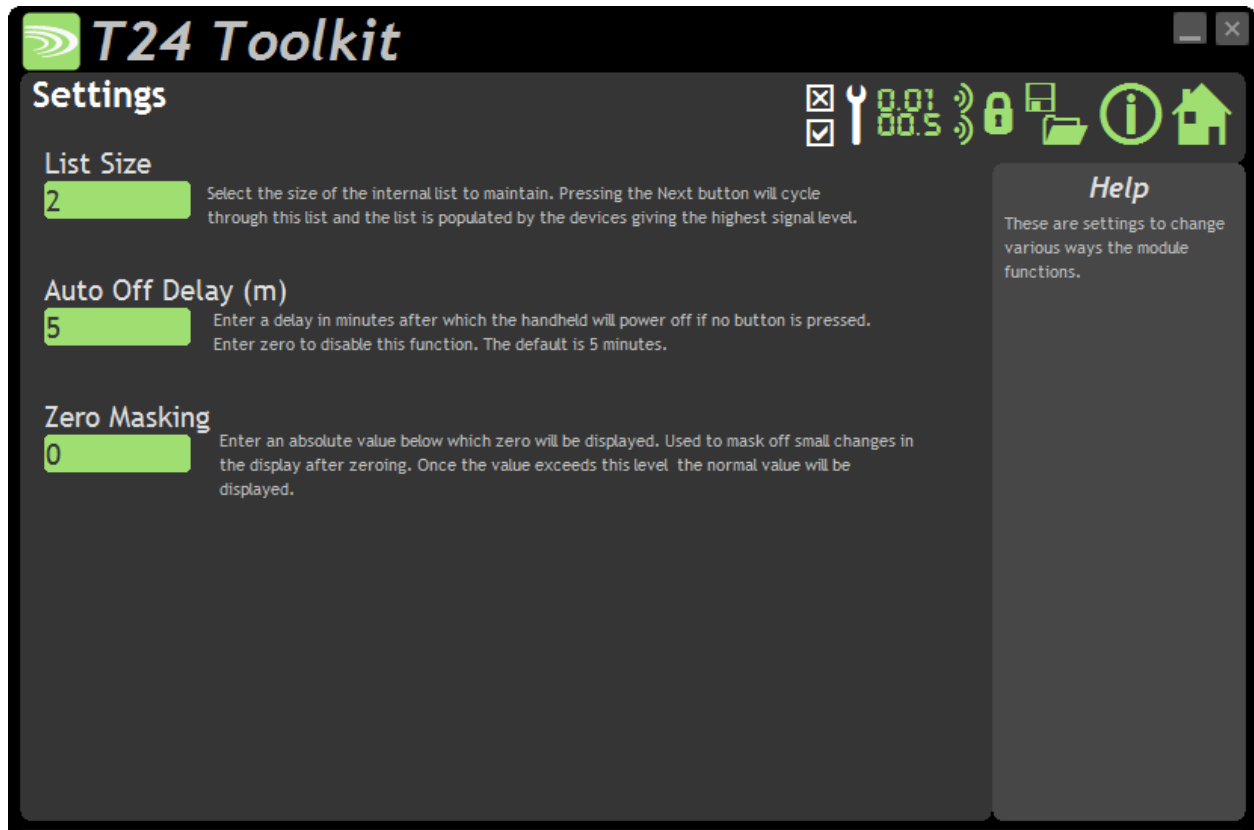 T24 Toolkit
Settings
0.01
00.5
List Size
2
Select the size of the internal list to maintain. Pressing the Next button will cycle
through this list and the list is populated by the devices giving the highest signal level.
Auto Off Delay (m)
5
Enter a delay in minutes after which the handheld will power off if no button is pressed.
Enter zero to disable this function. The default is 5 minutes.
Zero Masking
0
Enter an absolute value below which zero will be displayed. Used to mask off small changes in
the display after zeroing. Once the value exceeds this level the normal value will be
displayed.
Help
These are settings to change
various ways the module
functions.